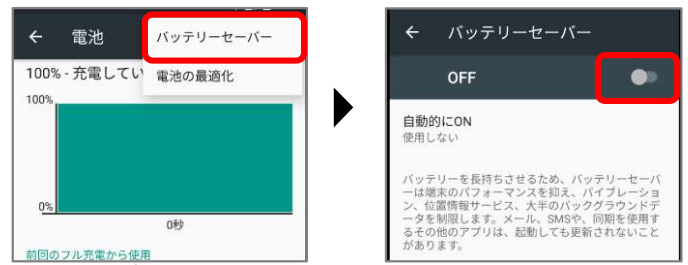 ← 電池
バッテリーセーバー
100% - 充電してい
電池の最適化
100%
0%
0秒
前回のフル充電から使用
← バッテリーセーバー
OFF
自動的にON
使用しない
バッテリーを長持ちさせるため、バッテリーセーバ
ーは端末のパフォーマンスを抑え、バイブレーショ
ン、位置情報サービス、大半のバックグラウンドデ
ータを制限します。メール、SMSや、同期を使用す
るその他のアプリは、起動しても更新されないこと
があります。